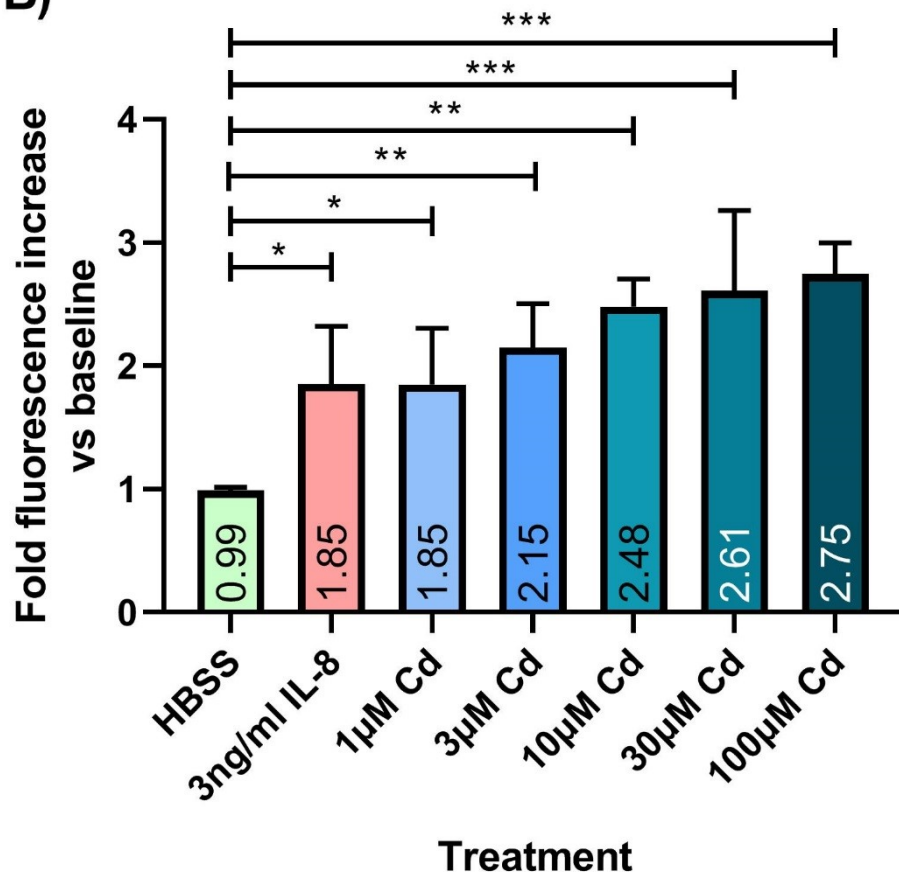 B)
***
***
**
**
*
*
Fold fluorescence increase
vs baseline
4
3
2
1
0
0.99
1.85
1.85
2.15
2.48
2.61
2.75
HBSS
3ng/ml IL-8
1µM Cd
3µM Cd
10µM Cd
30µM Cd
100µM Cd
Treatment